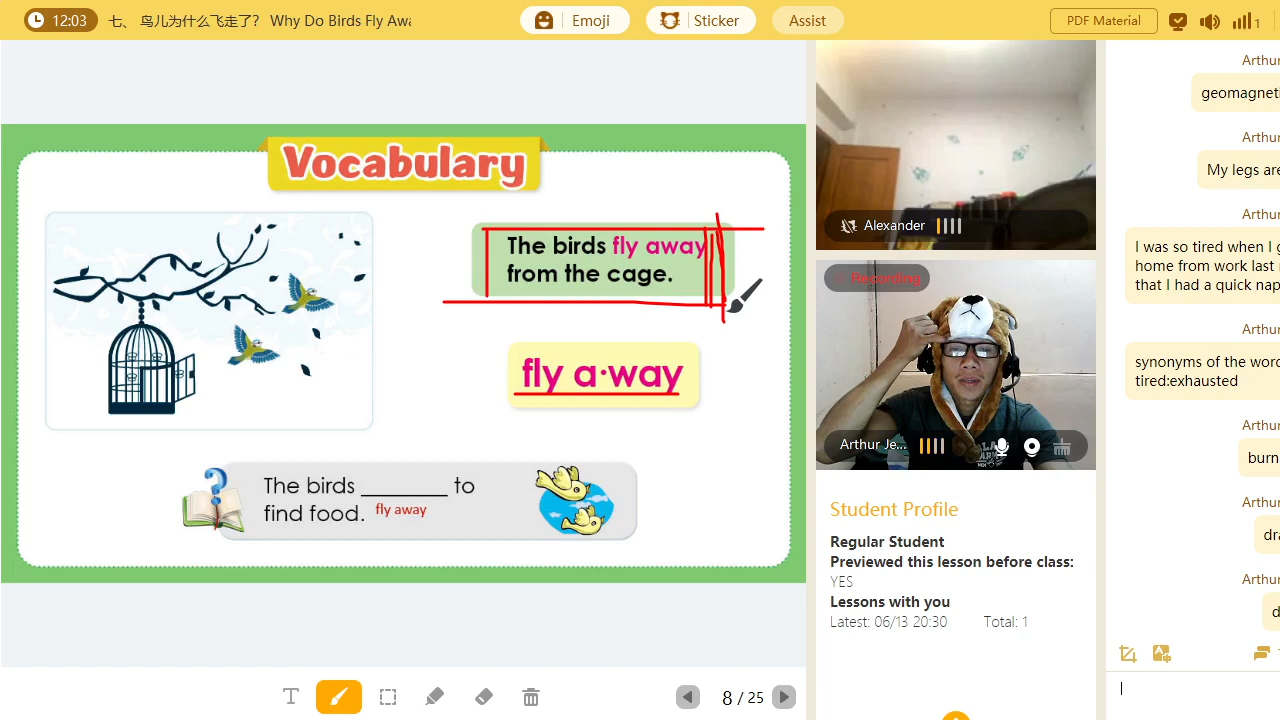 12:03
七、 鸟儿为什么飞走了? Why Do Birds Fly Awa
Emoji
Sticker
Assist
PDF Material
1
Vocabulary
The birds fly away
from the cage.
fly a·way
The birds ________ to
find food.
fly away
8 / 25
Alexander
Recording
Arthur Je...
Student Profile
Regular Student
Previewed this lesson before class:
YES
Lessons with you
Latest: 06/13 20:30 Total: 1
Arthur
geomagneti
Arthur
My legs are
Arthur
I was so tired when I g
home from work last
that I had a quick nap
Arthur
synonyms of the word
tired:exhausted
Arthur
burn
Arthur
dra
Arthur
d